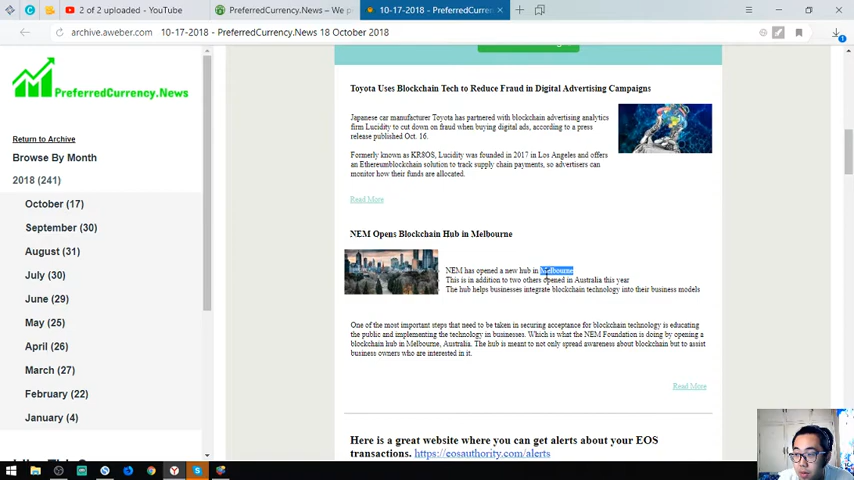 2 of 2 uploaded - YouTube
PreferredCurrency.News – We p
10-17-2018 - PreferredCurre
archive.aweber.com
10-17-2018 - PreferredCurrency.News 18 October 2018
PreferredCurrency.News
Return to Archive
Browse By Month
2018 (241)
October (17)
September (30)
August (31)
July (30)
June (29)
May (25)
April (26)
March (27)
February (22)
January (4)
Toyota Uses Blockchain Tech to Reduce Fraud in Digital Advertising Campaigns
Japanese car manufacturer Toyota has partnered with blockchain advertising analytics
firm Lucidity to cut down on fraud when buying digital ads, according to a press
release published Oct. 16.
Formerly known as KR8OS, Lucidity was founded in 2017 in Los Angeles and offers
an Ethereumblockchain solution to track supply chain payments, so advertisers can
monitor how their funds are allocated.
Read More
NEM Opens Blockchain Hub in Melbourne
NEM has opened a new hub in Melbourne
This is in addition to two others opened in Australia this year
The hub helps businesses integrate blockchain technology into their business models
One of the most important steps that need to be taken in securing acceptance for blockchain technology is educating
the public and implementing the technology in businesses. Which is what the NEM Foundation is doing by opening a
blockchain hub in Melbourne, Australia. The hub is meant to not only spread awareness about blockchain but to assist
business owners who are interested in it.
Read More
Here is a great website where you can get alerts about your EOS
transactions. https://eosauthority.com/alerts